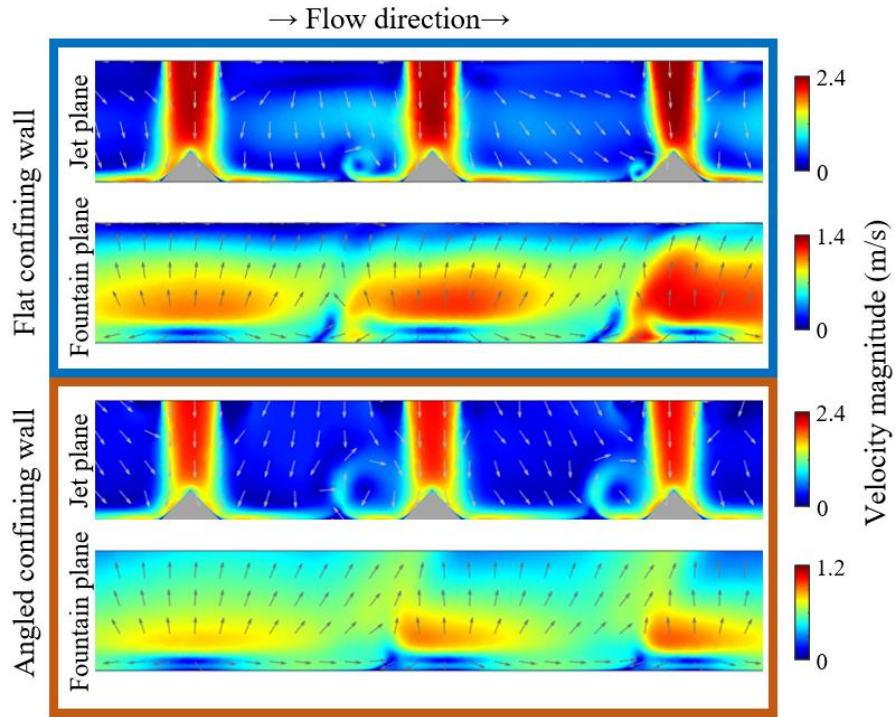 → Flow direction→
Flat confining wall
Jet plane
2.4
0
Fountain plane
1.4
0
Angled confining wall
Jet plane
2.4
0
Fountain plane
1.2
0
Velocity magnitude (m/s)